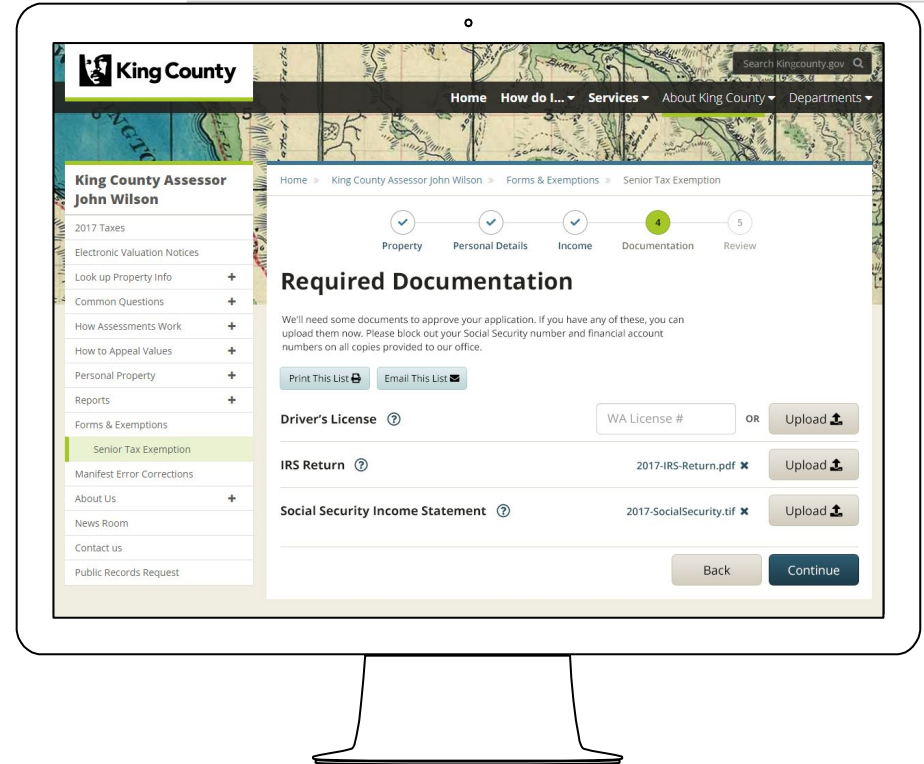 King County
Search Kingcounty.gov
Home How do I... Services About King County Departments
King County Assessor
John Wilson
2017 Taxes
Electronic Valuation Notices
Look up Property Info +
Common Questions +
How Assessments Work +
How to Appeal Values +
Personal Property +
Reports +
Forms & Exemptions
Senior Tax Exemption
Manifest Error Corrections
About Us +
News Room
Contact us
Public Records Request
Home » King County Assessor John Wilson » Forms & Exemptions » Senior Tax Exemption
4 5
Property Personal Details Income Documentation Review
Required Documentation
We'll need some documents to approve your application. If you have any of these, you can
upload them now. Please block out your Social Security number and financial account
numbers on all copies provided to our office.
Print This List Email This List
Driver's License ? WA License # OR Upload
IRS Return ? 2017-IRS-Return.pdf ✖ Upload
Social Security Income Statement ? 2017-SocialSecurity.tif ✖ Upload
Back Continue